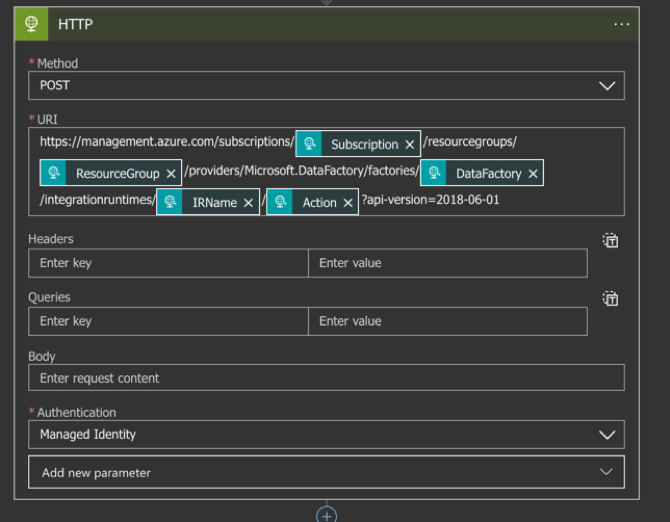 HTTP
* Method
POST
* URI
https://management.azure.com/subscriptions/ Subscription /resourcegroups/
ResourceGroup /providers/Microsoft.DataFactory/factories/ DataFactory
/integrationruntimes/ IRName / Action ?api-version=2018-06-01
Headers
Enter key Enter value
Queries
Enter key Enter value
Body
Enter request content
* Authentication
Managed Identity
Add new parameter